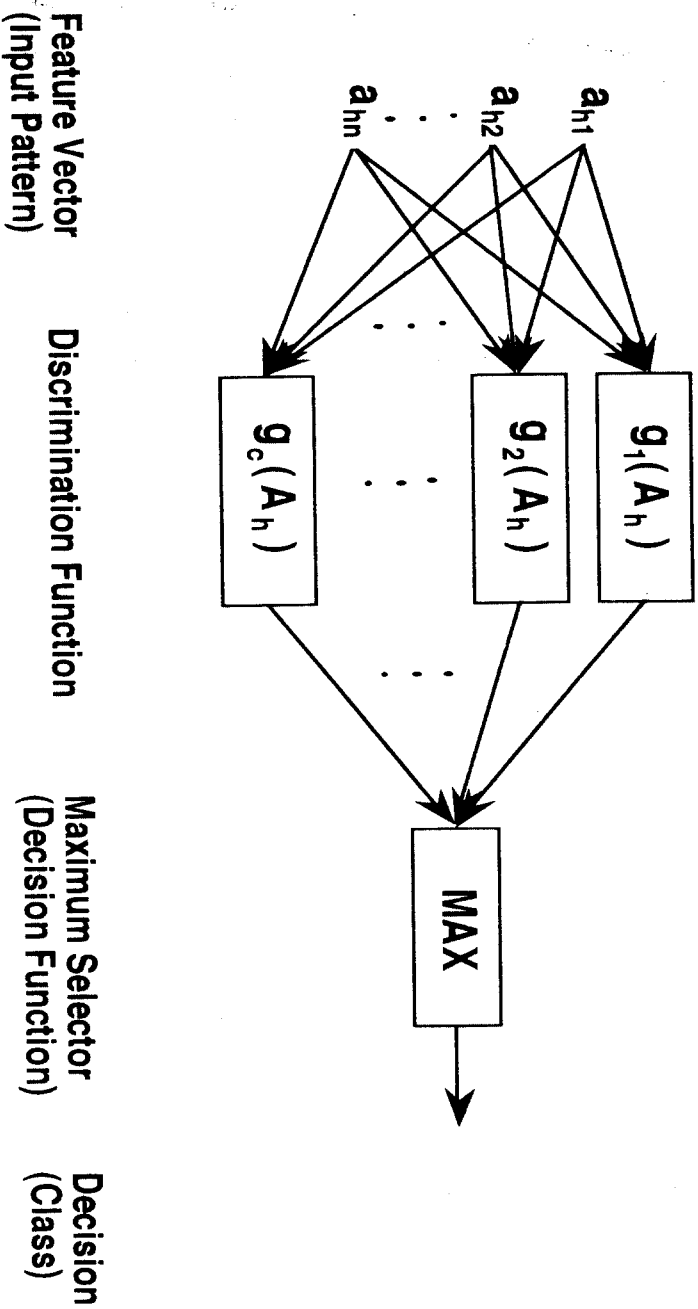 a_h1
a_h2
. . .
a_hn
. . .
g_1(A_h)
g_2(A_h)
. . .
g_c(A_h)
. . .
MAX
Feature Vector
(Input Pattern)
Discrimination Function
Maximum Selector
(Decision Function)
Decision
(Class)